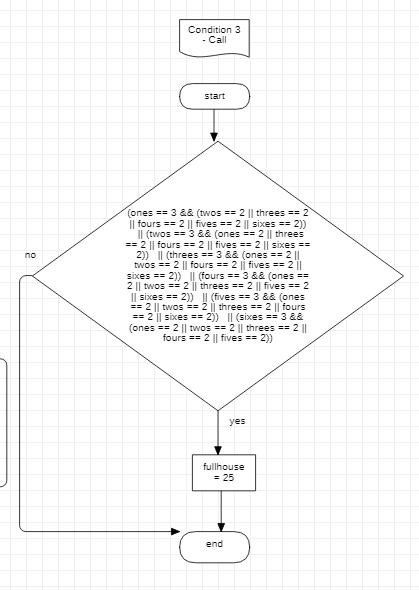 Condition 3
- Call
start
(ones == 3 && (twos == 2 || threes == 2
|| fours == 2 || fives == 2 || sixes == 2))
|| (twos == 3 && (ones == 2 || threes
== 2 || fours == 2 || fives == 2 || sixes ==
2)) || (threes == 3 && (ones == 2 ||
twos == 2 || fours == 2 || fives == 2 ||
sixes == 2)) || (fours == 3 && (ones ==
2 || twos == 2 || threes == 2 || fives == 2
|| sixes == 2)) || (fives == 3 && (ones
== 2 || twos == 2 || threes == 2 || fours
== 2 || sixes == 2)) || (sixes == 3 &&
(ones == 2 || twos == 2 || threes == 2 ||
fours == 2 || fives == 2))
no
yes
fullhouse
= 25
end